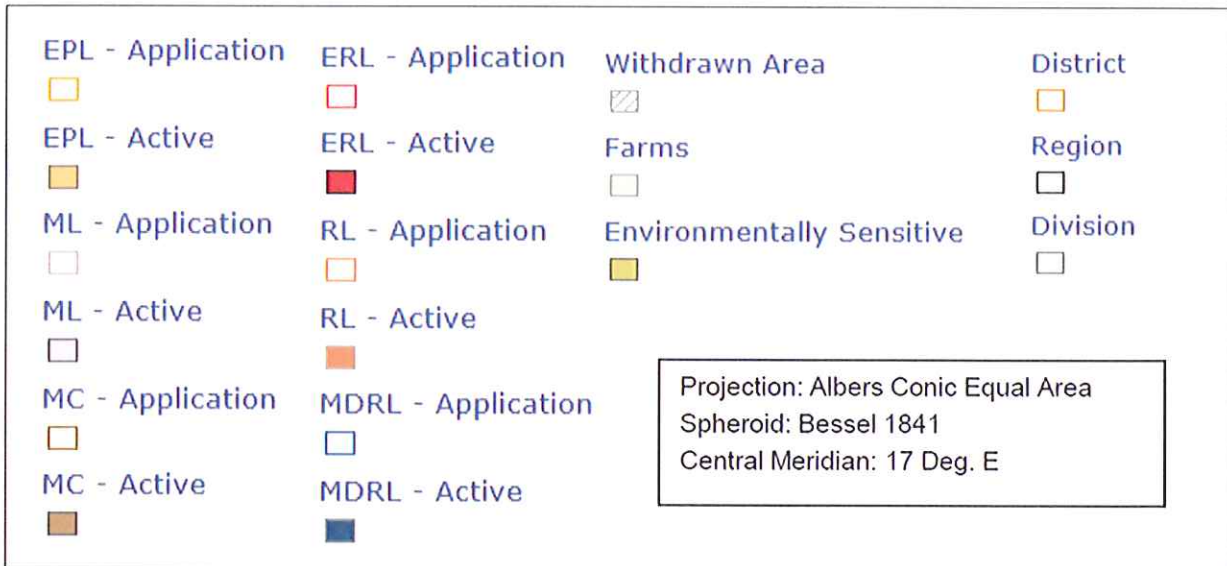 EPL - Application
EPL - Active
ML - Application
ML - Active
MC - Application
MC - Active
ERL - Application
ERL - Active
RL - Application
RL - Active
MDRL - Application
MDRL - Active
Withdrawn Area
Farms
Environmentally Sensitive
District
Region
Division
Projection: Albers Conic Equal Area
Spheroid: Bessel 1841
Central Meridian: 17 Deg. E